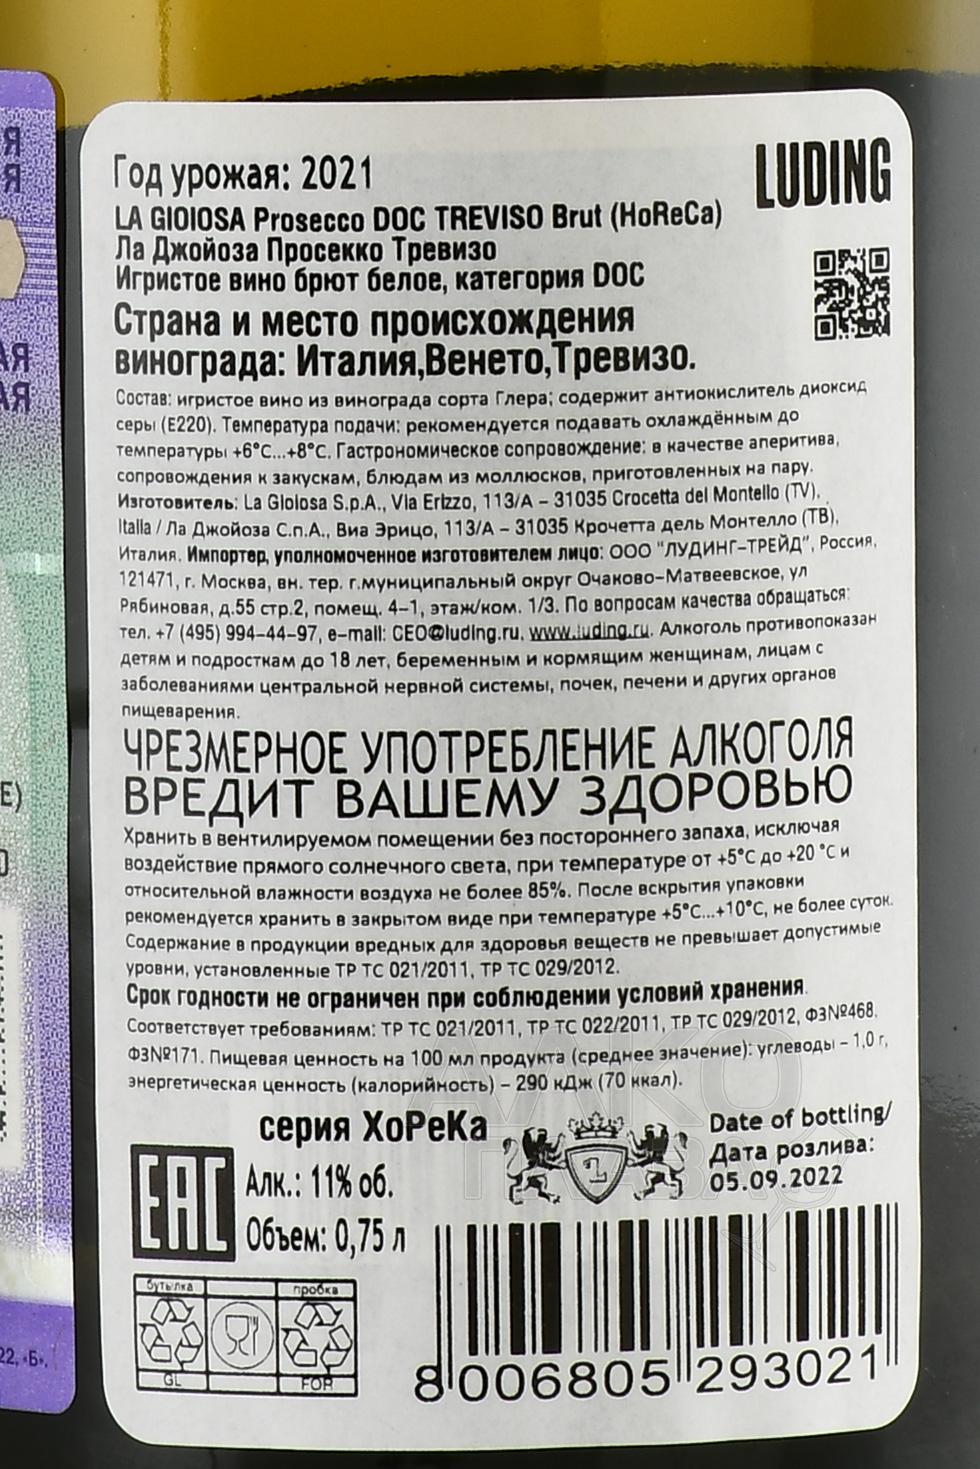 Год урожая: 2021
LUDING
LA GIOIOSA Prosecco DOC TREVISO Brut (HoReCa)
Ла Джойоза Просекко Тревизо
Игристое вино брют белое, категория DOC
Страна и место происхождения
винограда: Италия,Венето,Тревизо.
Состав: игристое вино из винограда сорта Глера; содержит антиокислитель диоксид
серы (E220). Температура подачи: рекомендуется подавать охлаждённым до
температуры +6°C...+8°C. Гастрономическое сопровождение: в качестве аперитива,
сопровождения к закускам, блюдам из моллюсков, приготовленных на пару.
Изготовитель: La Gioiosa S.p.A., Via Erizzo, 113/A – 31035 Crocetta del Montello (TV),
Italia / Ла Джойоза С.п.А., Виа Эрицо, 113/А – 31035 Крочетта дель Монтелло (ТВ),
Италия. Импортер, уполномоченное изготовителем лицо: ООО "ЛУДИНГ-ТРЕЙД", Россия,
121471, г. Москва, вн. тер. г.муниципальный округ Очаково-Матвеевское, ул
Рябиновая, д.55 стр.2, помещ. 4-1, этаж/ком. 1/3. По вопросам качества обращаться:
тел. +7 (495) 994-44-97, e-mail: CEO@luding.ru, www.luding.ru. Алкоголь противопоказан
детям и подросткам до 18 лет, беременным и кормящим женщинам, лицам с
заболеваниями центральной нервной системы, почек, печени и других органов
пищеварения.
ЧРЕЗМЕРНОЕ УПОТРЕБЛЕНИЕ АЛКОГОЛЯ
ВРЕДИТ ВАШЕМУ ЗДОРОВЬЮ
Хранить в вентилируемом помещении без постороннего запаха, исключая
воздействие прямого солнечного света, при температуре от +5°C до +20 °C и
относительной влажности воздуха не более 85%. После вскрытия упаковки
рекомендуется хранить в закрытом виде при температуре +5°C...+10°C, не более суток.
Содержание в продукции вредных для здоровья веществ не превышает допустимые
уровни, установленные ТР ТС 021/2011, ТР ТС 029/2012.
Срок годности не ограничен при соблюдении условий хранения.
Соответствует требованиям: ТР ТС 021/2011, ТР ТС 022/2011, ТР ТС 029/2012, ФЗ№468,
ФЗ№171. Пищевая ценность на 100 мл продукта (среднее значение): углеводы – 1,0 г,
энергетическая ценность (калорийность) – 290 кДж (70 ккал).
серия ХоРеКа
EAC
Алк.: 11% об.
Объем: 0,75 л
Date of bottling/
Дата розлива:
05.09.2022
бутылка
пробка
GL
FOR
8 006805 293021
Я
Я
АЯ
АЯ
Е)
22, «Б».